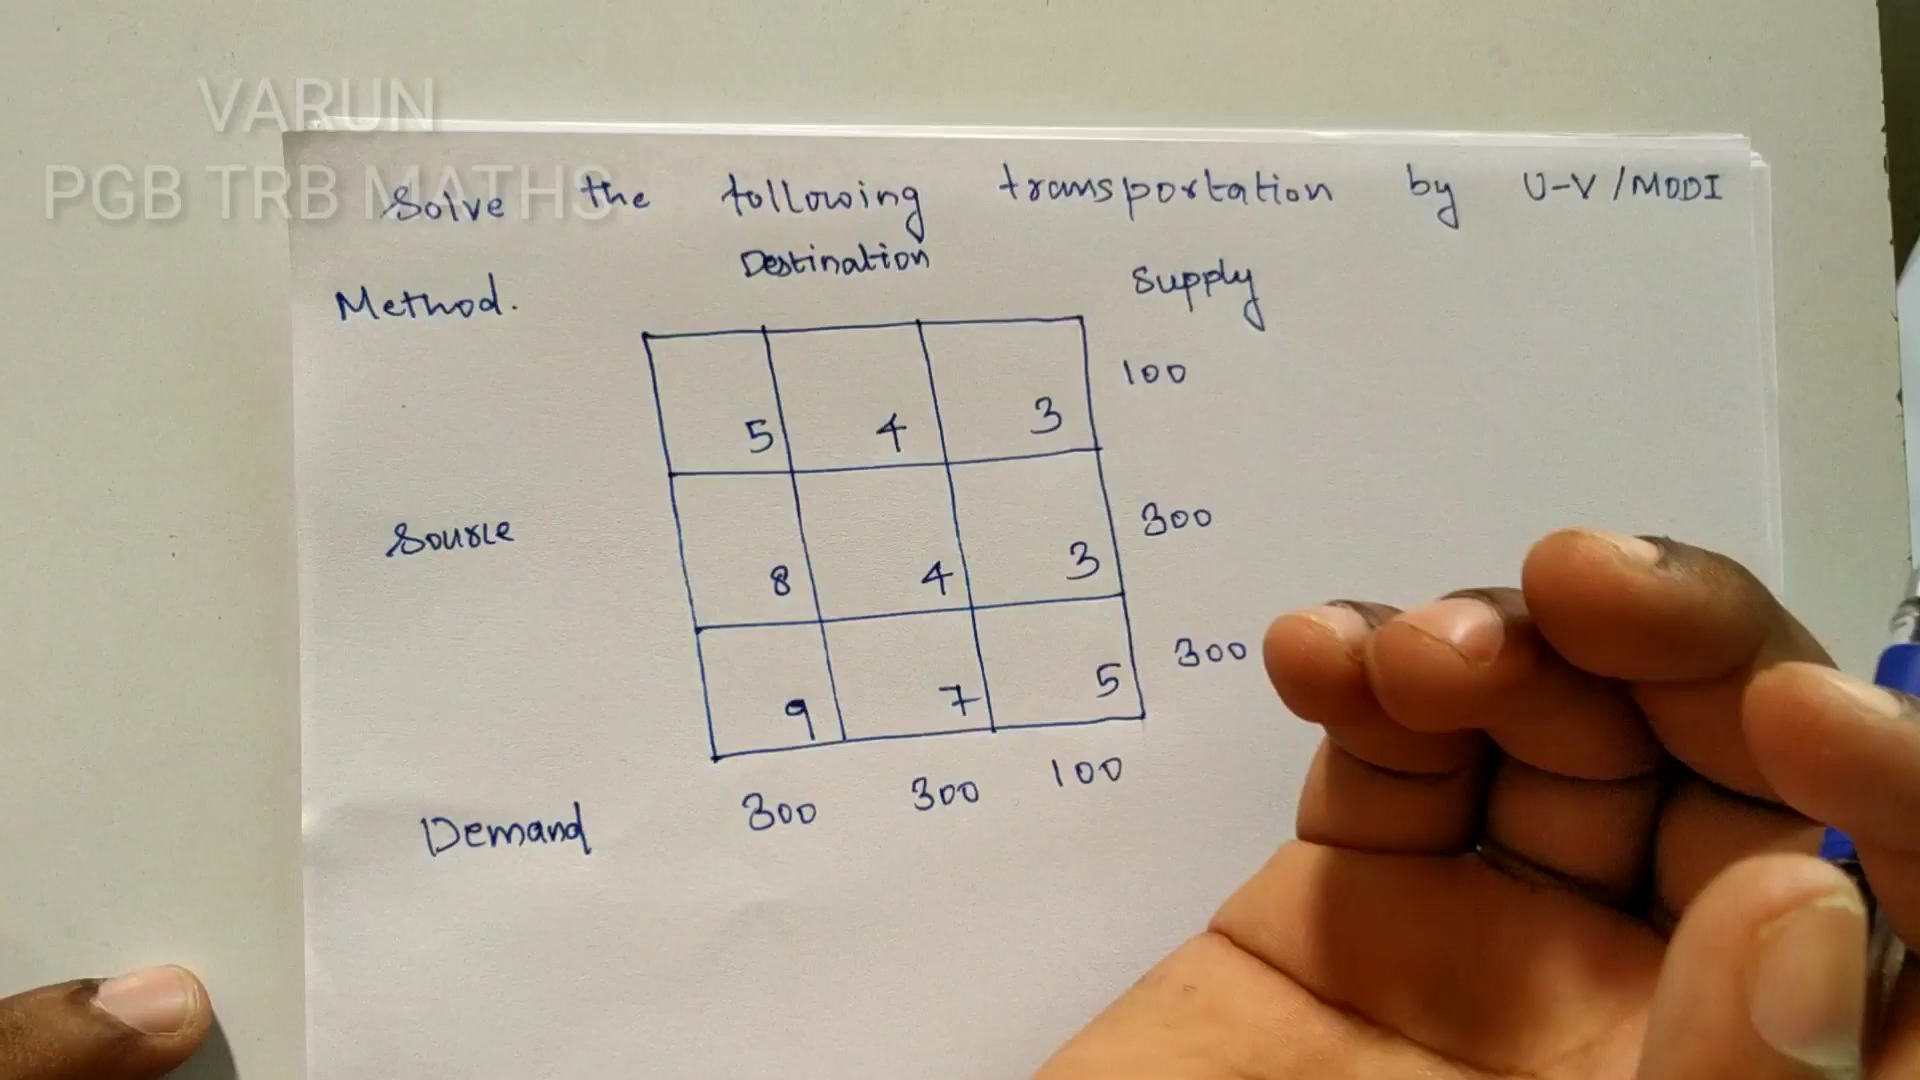 VARUN
PGB TRB MATHS
Solve the following transportation by U-V/MODI
Method.
Destination
Supply
5 4 3 100
Source
8 4 3 300
9 7 5 300
Demand 300 300 100